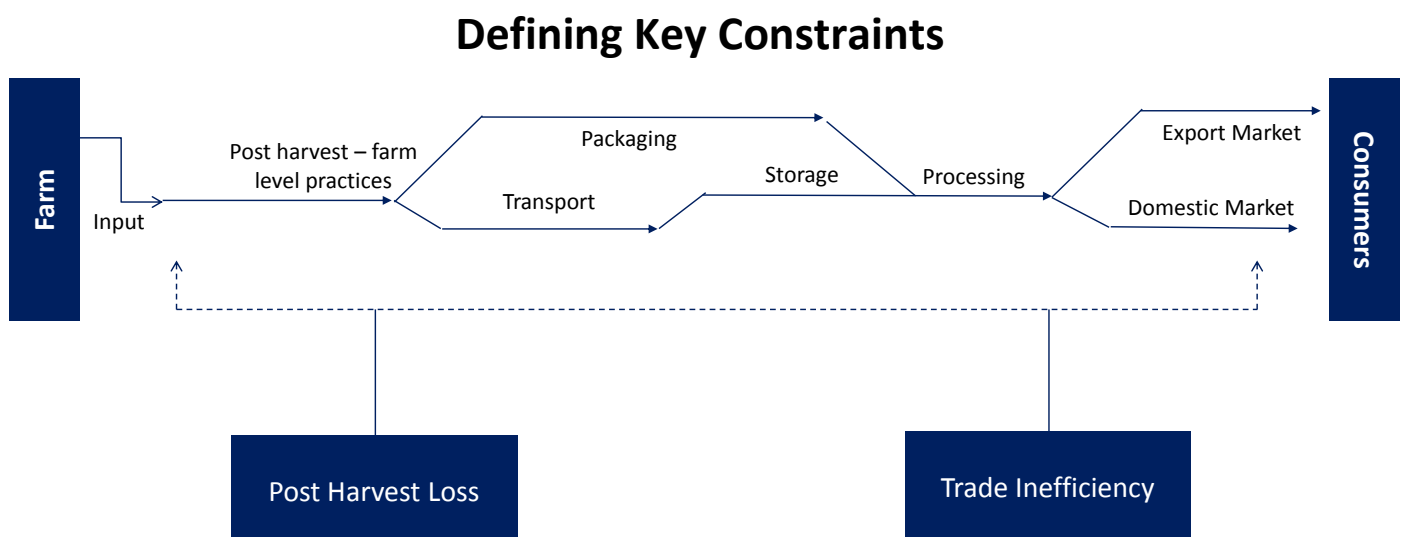 Defining Key Constraints
Farm
Input
Post harvest – farm
level practices
Packaging
Transport
Storage
Processing
Export Market
Domestic Market
Consumers
Post Harvest Loss
Trade Inefficiency